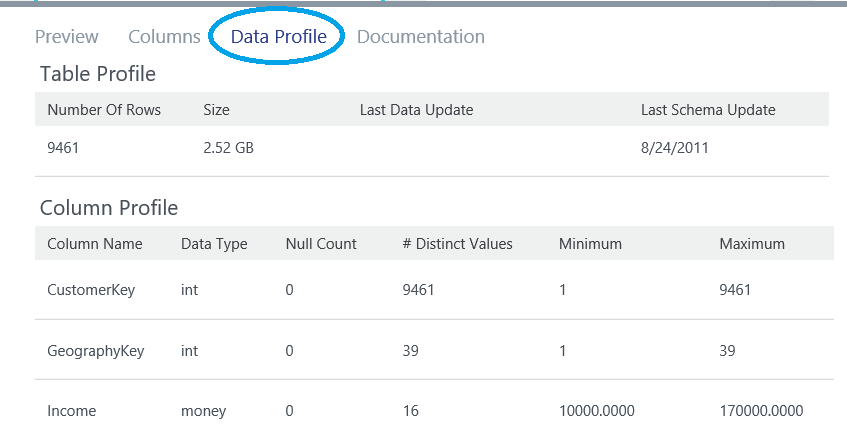 Preview Columns Data Profile Documentation
Table Profile
Number Of Rows Size Last Data Update Last Schema Update
9461 2.52 GB 8/24/2011
Column Profile
Column Name Data Type Null Count # Distinct Values Minimum Maximum
CustomerKey int 0 9461 1 9461
GeographyKey int 0 39 1 39
Income money 0 16 10000.0000 170000.0000